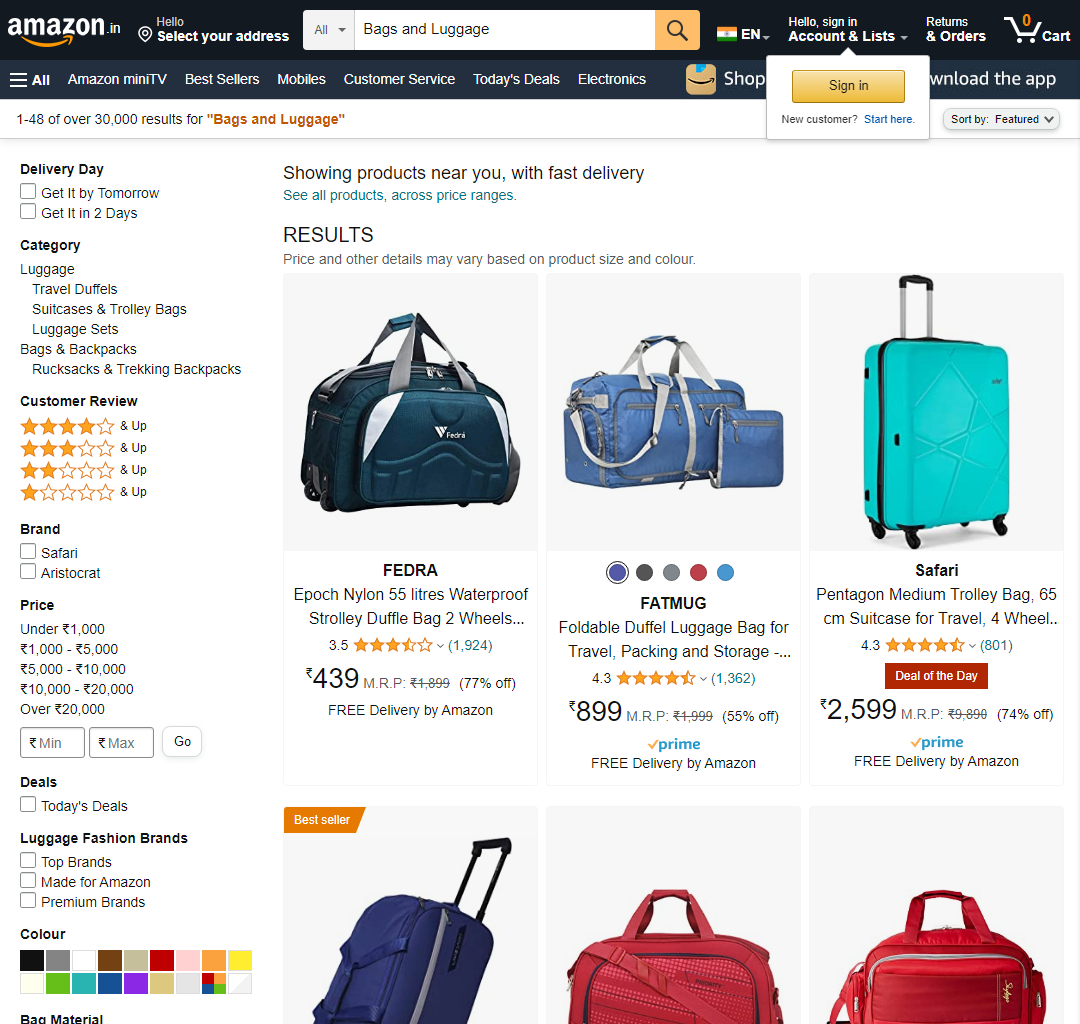 amazon.in
Hello
Select your address
All
Bags and Luggage
EN
Hello, sign in
Account & Lists
Returns
& Orders
0
Cart
All
Amazon miniTV
Best Sellers
Mobiles
Customer Service
Today's Deals
Electronics
Shop
wnload the app
Sign in
New customer? Start here.
1-48 of over 30,000 results for "Bags and Luggage"
Sort by: Featured
Delivery Day
Get It by Tomorrow
Get It in 2 Days
Category
Luggage
Travel Duffels
Suitcases & Trolley Bags
Luggage Sets
Bags & Backpacks
Rucksacks & Trekking Backpacks
Customer Review
& Up
& Up
& Up
& Up
Brand
Safari
Aristocrat
Price
Under ₹1,000
₹1,000 - ₹5,000
₹5,000 - ₹10,000
₹10,000 - ₹20,000
Over ₹20,000
₹ Min
₹ Max
Go
Deals
Today's Deals
Luggage Fashion Brands
Top Brands
Made for Amazon
Premium Brands
Colour
Bag Material
Showing products near you, with fast delivery
See all products, across price ranges.
RESULTS
Price and other details may vary based on product size and colour.
Fedra
FEDRA
Epoch Nylon 55 litres Waterproof
Strolley Duffle Bag 2 Wheels...
3.5 (1,924)
₹439 M.R.P: ₹1,899 (77% off)
FREE Delivery by Amazon
FATMUG
Foldable Duffel Luggage Bag for
Travel, Packing and Storage -...
4.3 (1,362)
₹899 M.R.P: ₹1,999 (55% off)
prime
FREE Delivery by Amazon
Safari
Pentagon Medium Trolley Bag, 65
cm Suitcase for Travel, 4 Wheel..
4.3 (801)
Deal of the Day
₹2,599 M.R.P: ₹9,890 (74% off)
prime
FREE Delivery by Amazon
Best seller
PRIORITY
Skybags